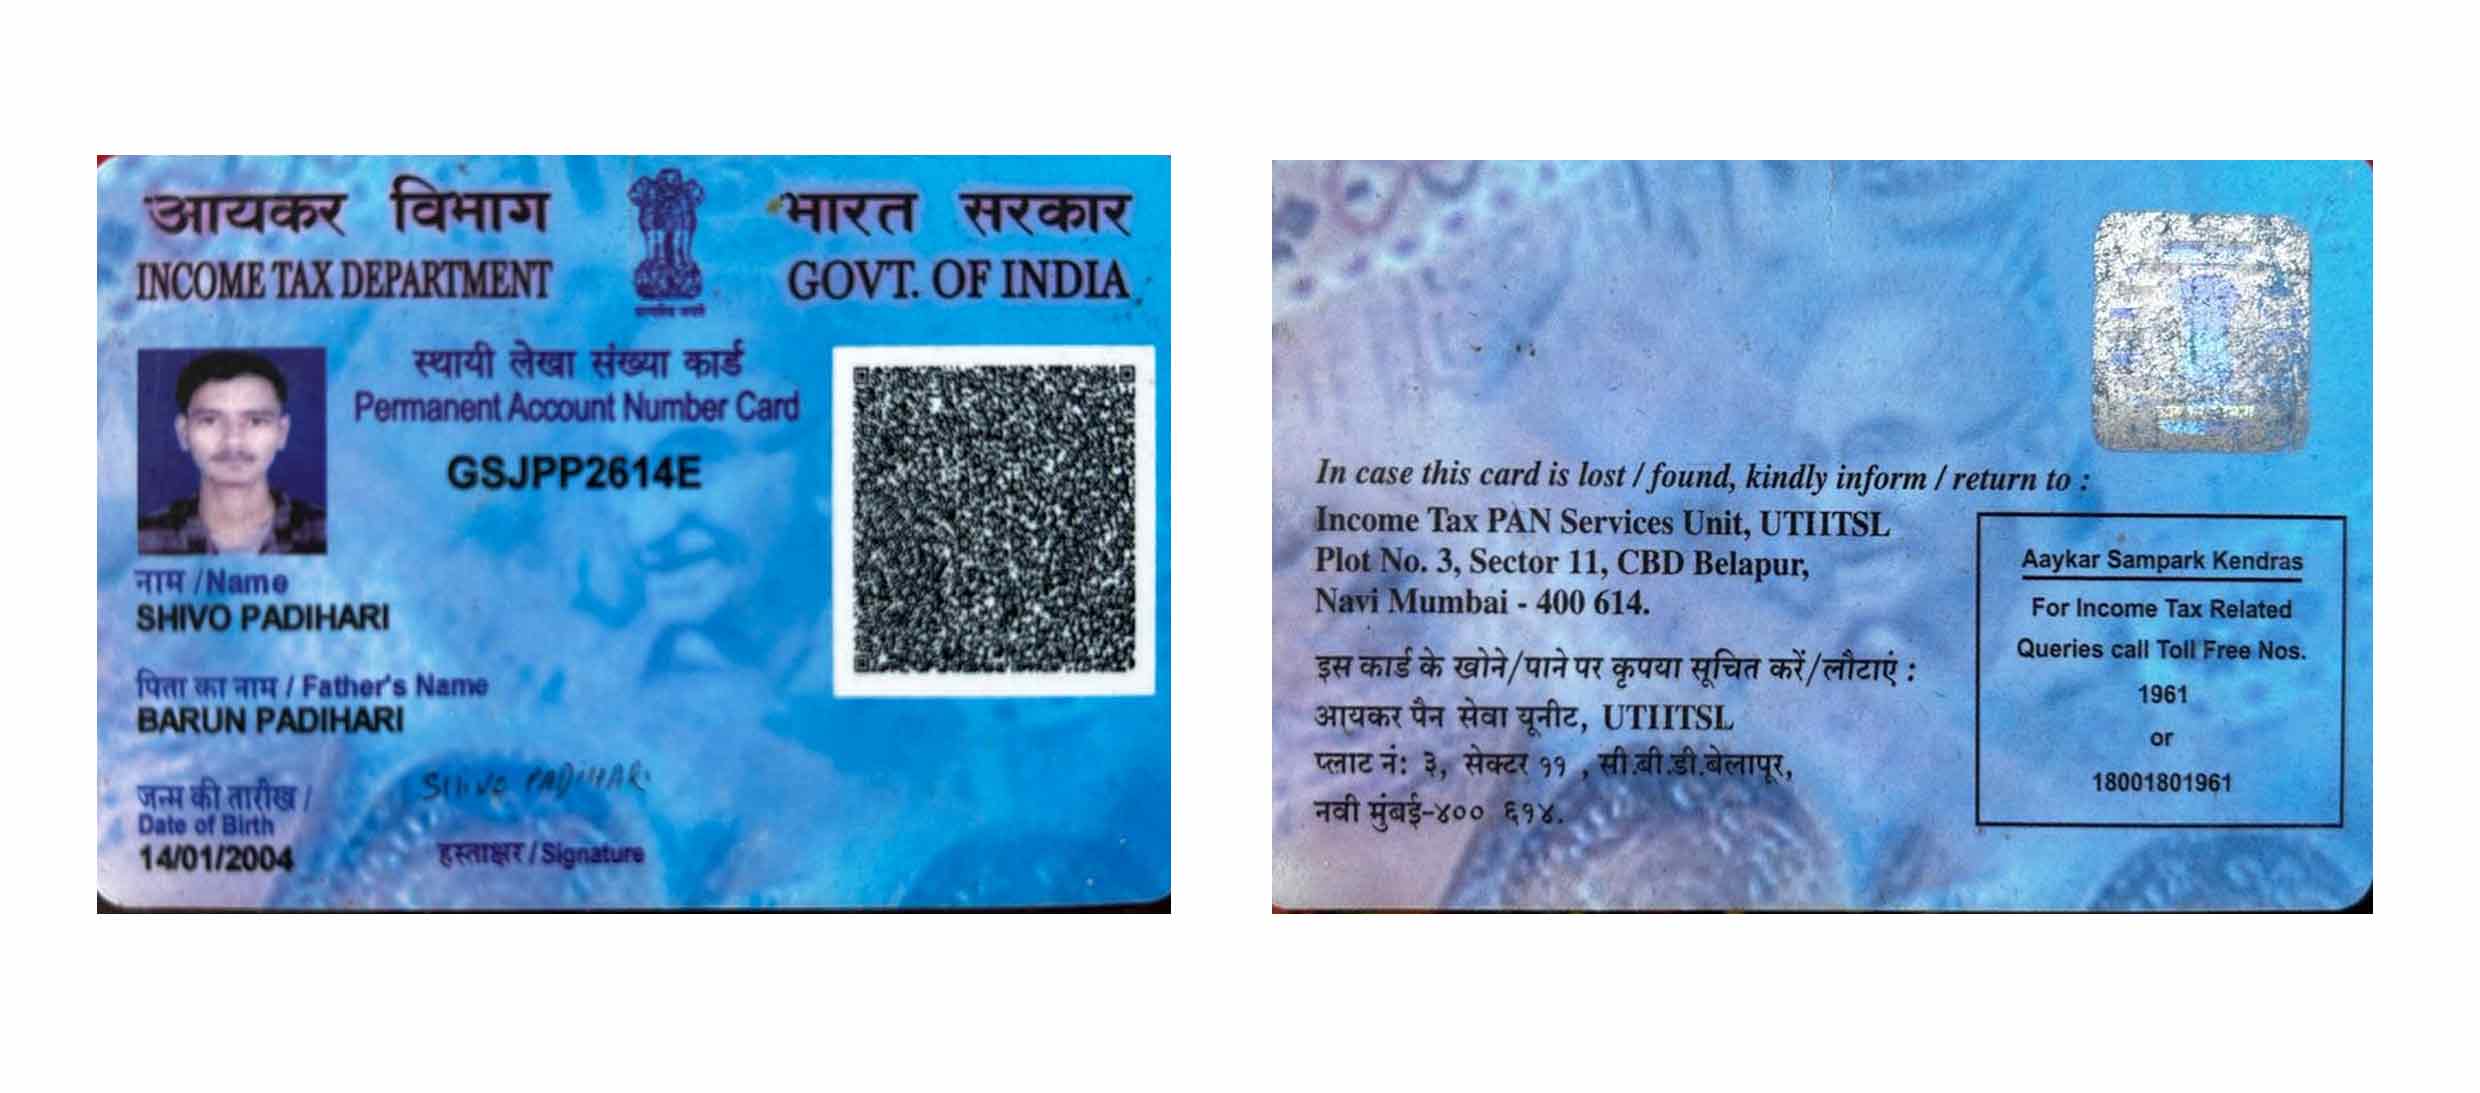 आयकर विभाग
INCOME TAX DEPARTMENT
भारत सरकार
GOVT. OF INDIA
स्थायी लेखा संख्या कार्ड
Permanent Account Number Card
GSJPP2614E
नाम /Name
SHIVO PADIHARI
पिता का नाम / Father's Name
BARUN PADIHARI
जन्म की तारीख /
Date of Birth
14/01/2004
SHIVO PADIHARI
हस्ताक्षर / Signature
In case this card is lost / found, kindly inform / return to :
Income Tax PAN Services Unit, UTIITSL
Plot No. 3, Sector 11, CBD Belapur,
Navi Mumbai - 400 614.
इस कार्ड के खोने/पाने पर कृपया सूचित करें/लौटाएं :
आयकर पैन सेवा यूनीट, UTIITSL
प्लाट नं: ३, सेक्टर ११ , सी.बी.डी.बेलापूर,
नवी मुंबई-४०० ६१४.
Aaykar Sampark Kendras
For Income Tax Related
Queries call Toll Free Nos.
1961
or
18001801961